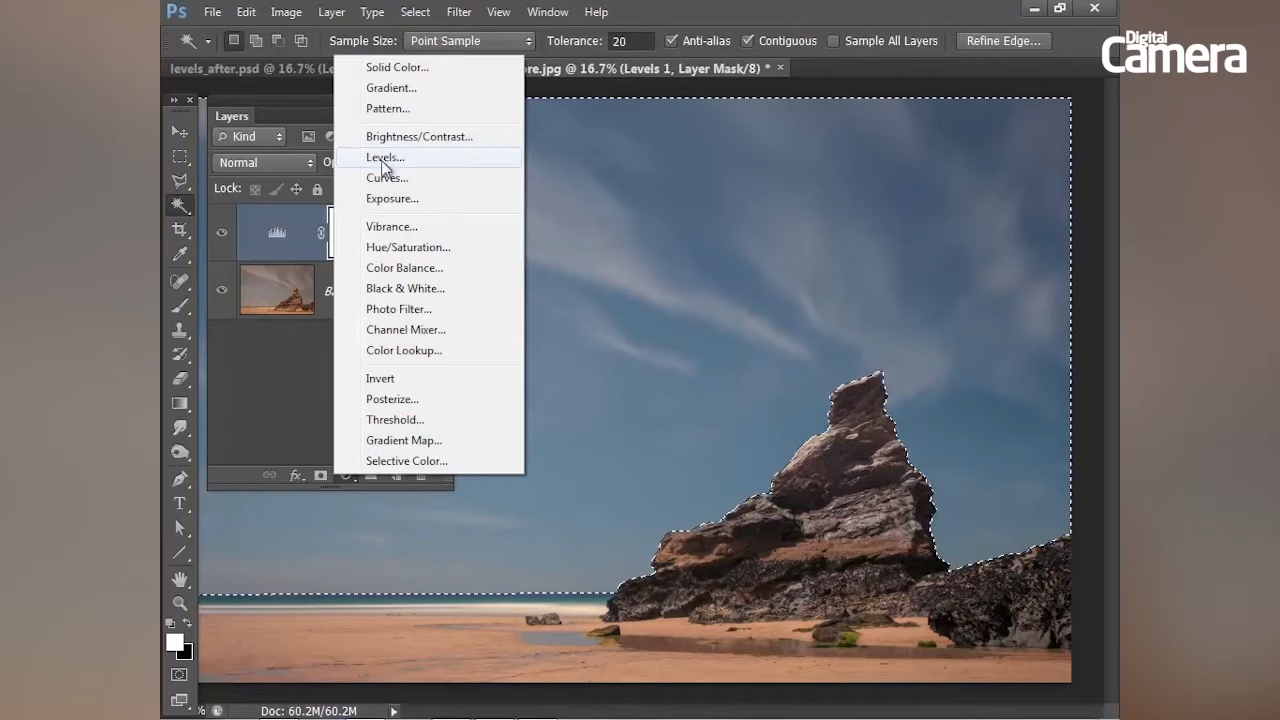 Ps File Edit Image Layer Type Select Filter View Window Help
Sample Size: Point Sample Tolerance: 20 Anti-alias Contiguous Sample All Layers Refine Edge...
Digital
Camera
levels_after.psd @ 16.7% (Le
ore.jpg @ 16.7% (Levels 1, Layer Mask/8) *
Layers
Kind
Normal
Lock:
Solid Color...
Gradient...
Pattern...
Brightness/Contrast...
Levels...
Curves...
Exposure...
Vibrance...
Hue/Saturation...
Color Balance...
Black & White...
Photo Filter...
Channel Mixer...
Color Lookup...
Invert
Posterize...
Threshold...
Gradient Map...
Selective Color...
fx
% Doc: 60.2M/60.2M